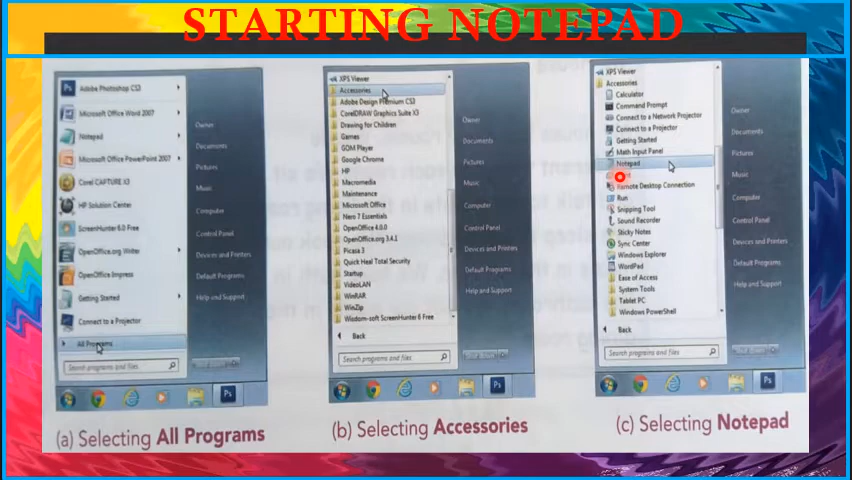 STARTING NOTEPAD
Adobe Photoshop CS3
Microsoft Office Word 2007
Notepad
Microsoft Office PowerPoint 2007
Corel CAPTURE X3
HP Solution Center
ScreenHunter 6.0 Free
OpenOffice.org Writer
OpenOffice Impress
Getting Started
Connect to a Projector
All Programs
Search programs and files
Owner
Documents
Pictures
Music
Computer
Control Panel
Devices and Printers
Default Programs
Help and Support
Ps
(a) Selecting All Programs
XPS Viewer
Accessories
Adobe Design Premium CS3
CorelDRAW Graphics Suite X3
Drawing for Children
Games
GOM Player
Google Chrome
HP
Macromedia
Maintenance
Microsoft Office
Nero 7 Essentials
OpenOffice 4.0.0
OpenOffice.org 3.4.1
Picasa 3
Quick Heal Total Security
Startup
VideoLAN
WinRAR
WinZip
Wisdom-soft ScreenHunter 6 Free
Back
Search programs and files
Owner
Documents
Pictures
Music
Computer
Control Panel
Devices and Printers
Default Programs
Help and Support
Ps
(b) Selecting Accessories
XPS Viewer
Accessories
Calculator
Command Prompt
Connect to a Network Projector
Connect to a Projector
Getting Started
Math Input Panel
Notepad
Remote Desktop Connection
Run
Snipping Tool
Sound Recorder
Sticky Notes
Sync Center
Windows Explorer
WordPad
Ease of Access
System Tools
Tablet PC
Windows PowerShell
Back
Search programs and files
Owner
Documents
Pictures
Music
Computer
Control Panel
Devices and Printers
Default Programs
Help and Support
Ps
(c) Selecting Notepad